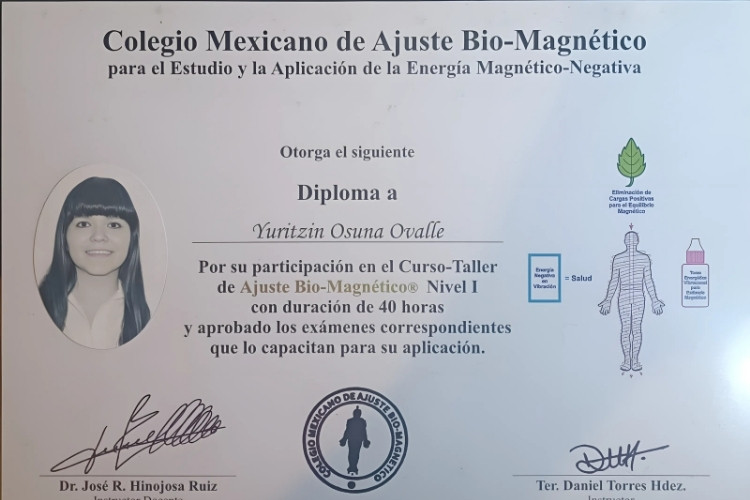 Colegio Mexicano de Ajuste Bio-Magnético
para el Estudio y la Aplicación de la Energía Magnético-Negativa
Otorga el siguiente
Diploma a
Yuritzin Osuna Ovalle
Por su participación en el Curso-Taller
de Ajuste Bio-Magnético® Nivel I
con duración de 40 horas
y aprobado los exámenes correspondientes
que lo capacitan para su aplicación.
Eliminación de
Cargas Positivas
para el Equilibrio
Magnético
Energía
Negativa
en
Vibración
= Salud
Toma
Energética
Vibracional
para
Magnético
COLEGIO MEXICANO DE AJUSTE BIO-MAGNÉTICO
Dr. José R. Hinojosa Ruiz
Instructor Docente
Ter. Daniel Torres Hdez.
Instructor